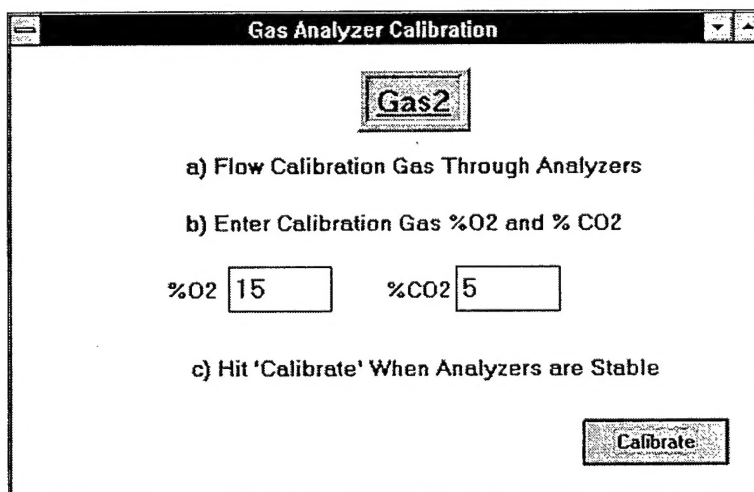 Gas Analyzer Calibration
Gas2
a) Flow Calibration Gas Through Analyzers
b) Enter Calibration Gas %O2 and % CO2
%O2 15 %CO2 5
c) Hit 'Calibrate' When Analyzers are Stable
Calibrate